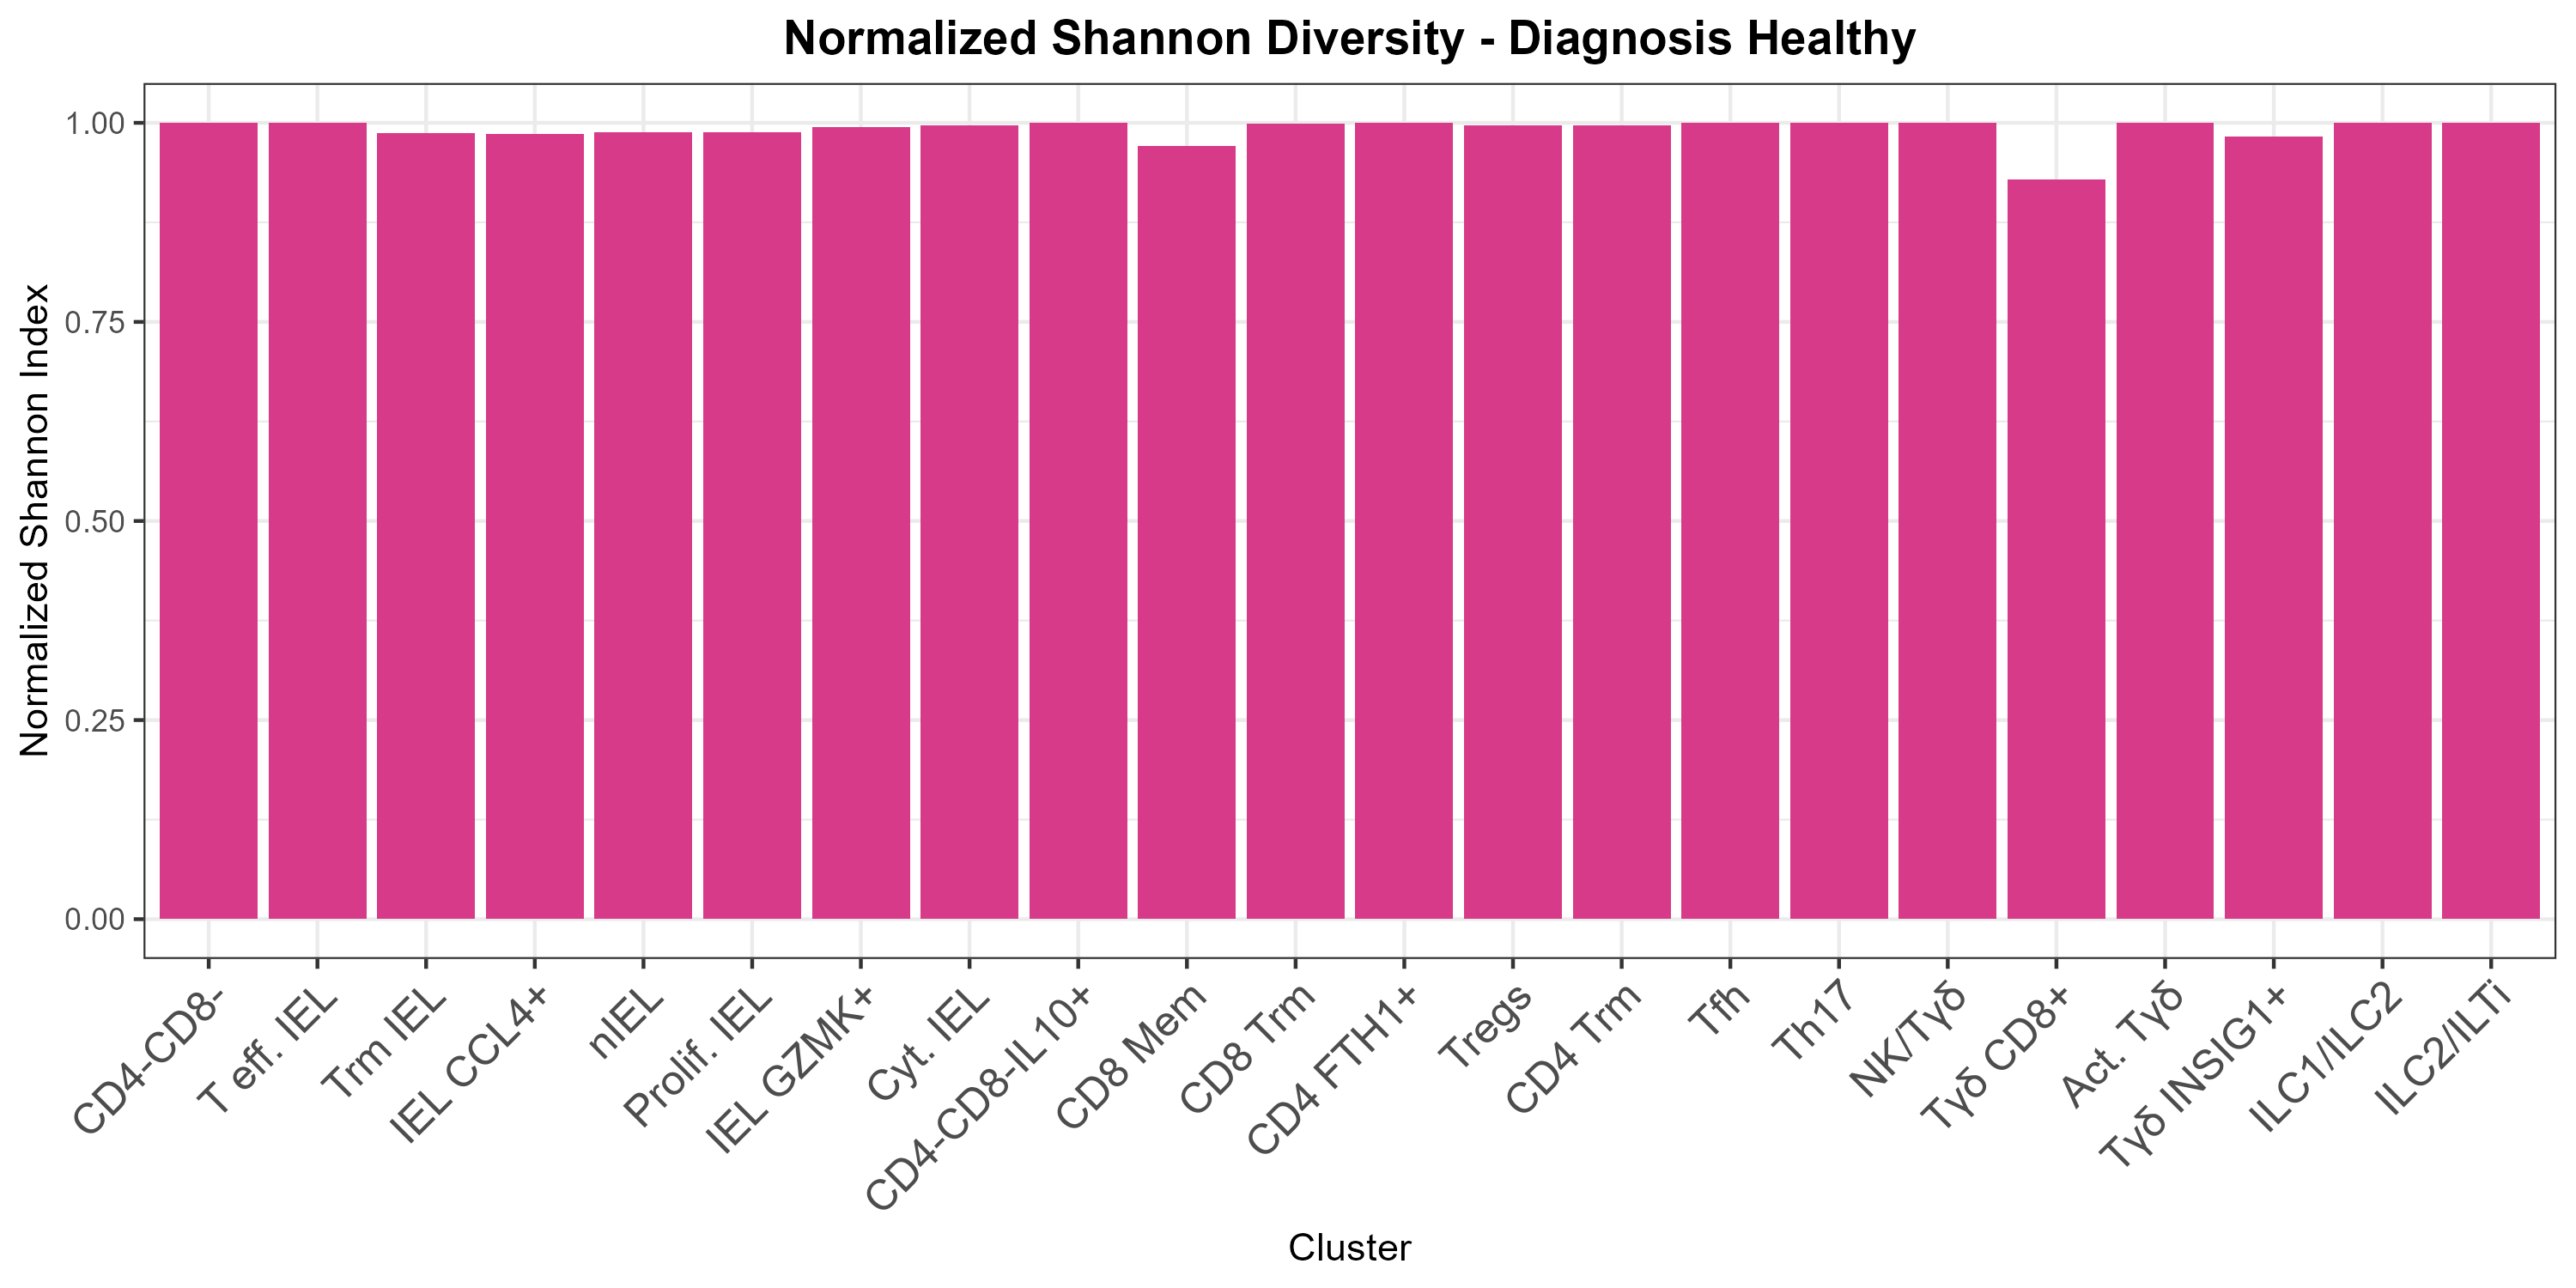 Normalized Shannon Diversity - Diagnosis Healthy
Normalized Shannon Index
1.00
0.75
0.50
0.25
0.00
CD4-CD8-
T eff. IEL
Trm IEL
IEL CCL4+
nIEL
Prolif. IEL
IEL GZMK+
Cyt. IEL
CD4-CD8-IL10+
CD8 Mem
CD8 Trm
CD4 FTH1+
Tregs
CD4 Trm
Tfh
Th17
NK/Tγδ
Tγδ CD8+
Act. Tγδ
Tγδ INSIG1+
ILC1/ILC2
ILC2/ILTi
Cluster